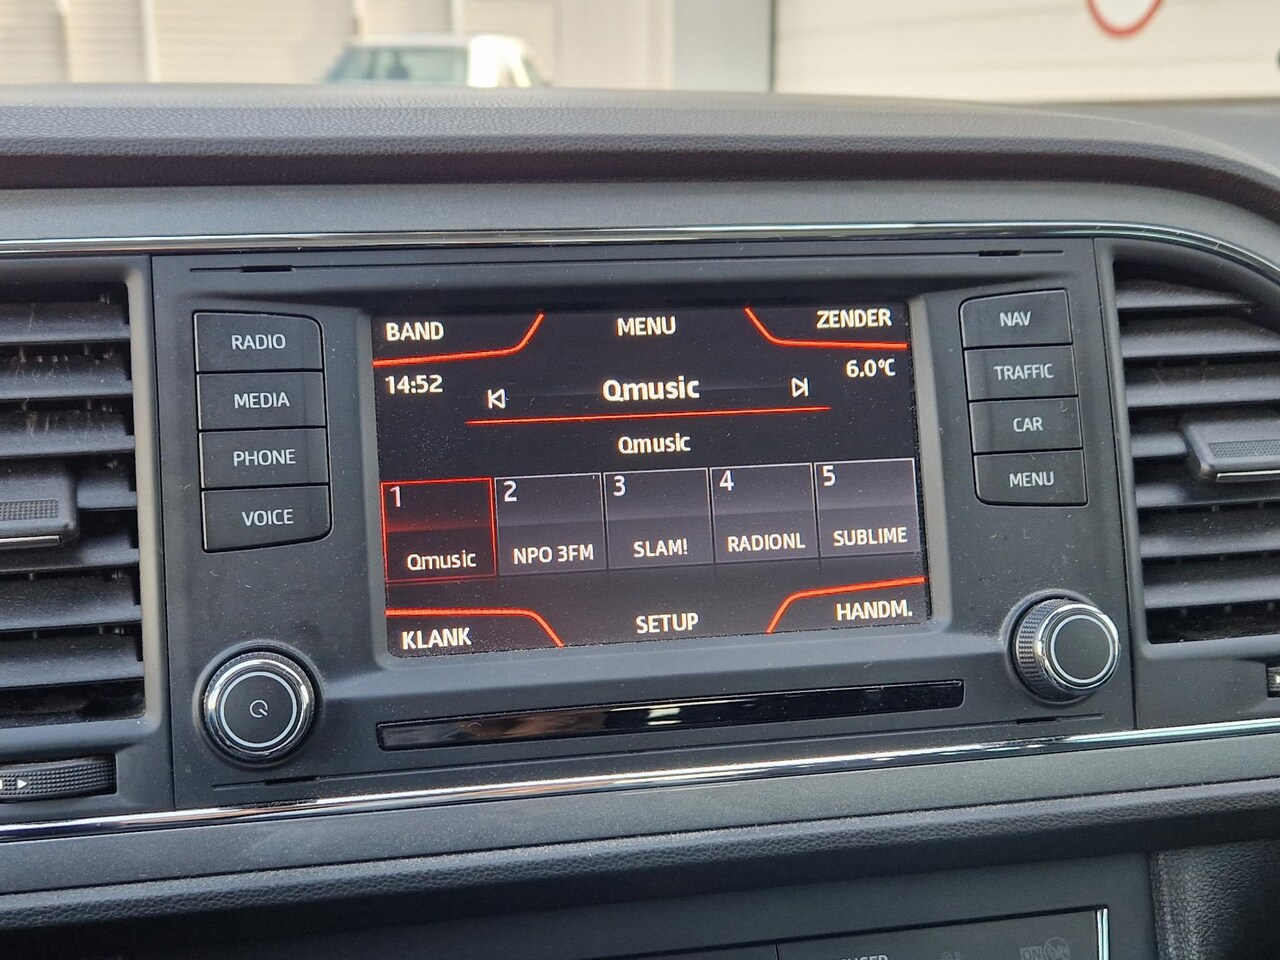 RADIO
MEDIA
PHONE
VOICE
BAND
MENU
ZENDER
14:52
Qmusic
6.0°C
Qmusic
1
2
3
4
5
Qmusic
NPO 3FM
SLAM!
RADIONL
SUBLIME
KLANK
SETUP
HANDM.
NAV
TRAFFIC
CAR
MENU